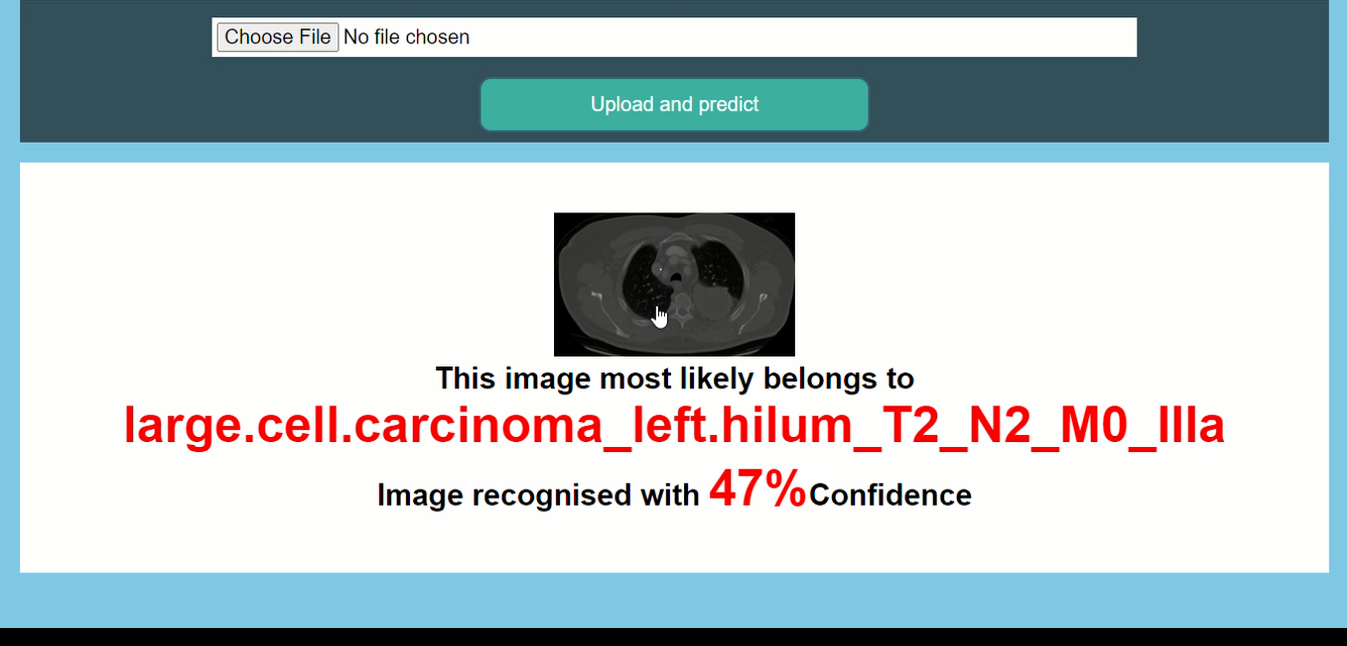 Choose File No file chosen
Upload and predict
This image most likely belongs to
large.cell.carcinoma_left.hilum_T2_N2_M0_IIIa
Image recognised with 47%Confidence